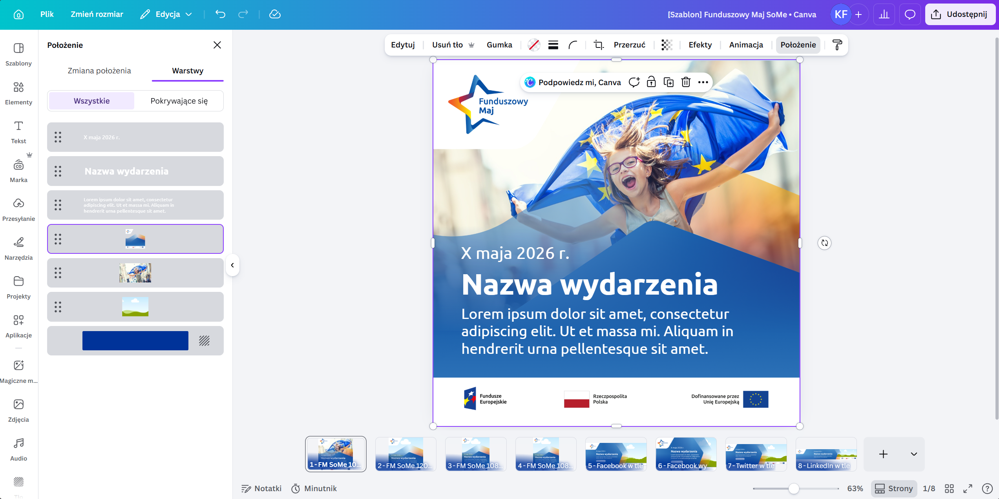 Plik
Zmień rozmiar
Edycja
[Szablon] Funduszowy Maj SoMe • Canva
KF
Udostępnij
Szablony
Elementy
Tekst
Marka
Przesyłanie
Narzędzia
Projekty
Aplikacje
Magiczne m...
Zdjęcia
Audio
Tło
Położenie
Zmiana położenia
Warstwy
Wszystkie
Pokrywające się
X maja 2026 r.
Nazwa wydarzenia
Lorem ipsum dolor sit amet, consectetur
adipiscing elit. Ut et massa mi. Aliquam in
hendrerit urna pellentesque sit amet.
Edytuj
Usuń tło
Gumka
Przerzuć
Efekty
Animacja
Położenie
Podpowiedz mi, Canva
Funduszowy
Maj
X maja 2026 r.
Nazwa wydarzenia
Lorem ipsum dolor sit amet, consectetur
adipiscing elit. Ut et massa mi. Aliquam in
hendrerit urna pellentesque sit amet.
Fundusze
Europejskie
Rzeczpospolita
Polska
Dofinansowane przez
Unię Europejską
1 - FM SoMe 10...
2 - FM SoMe 120...
3 - FM SoMe 108...
4 - FM SoMe 108...
5 - Facebook w tle
6 - Facebook wy...
7 - Twitter w tle
8 - LinkedIn w tle
Notatki
Minutnik
63%
Strony
1/8